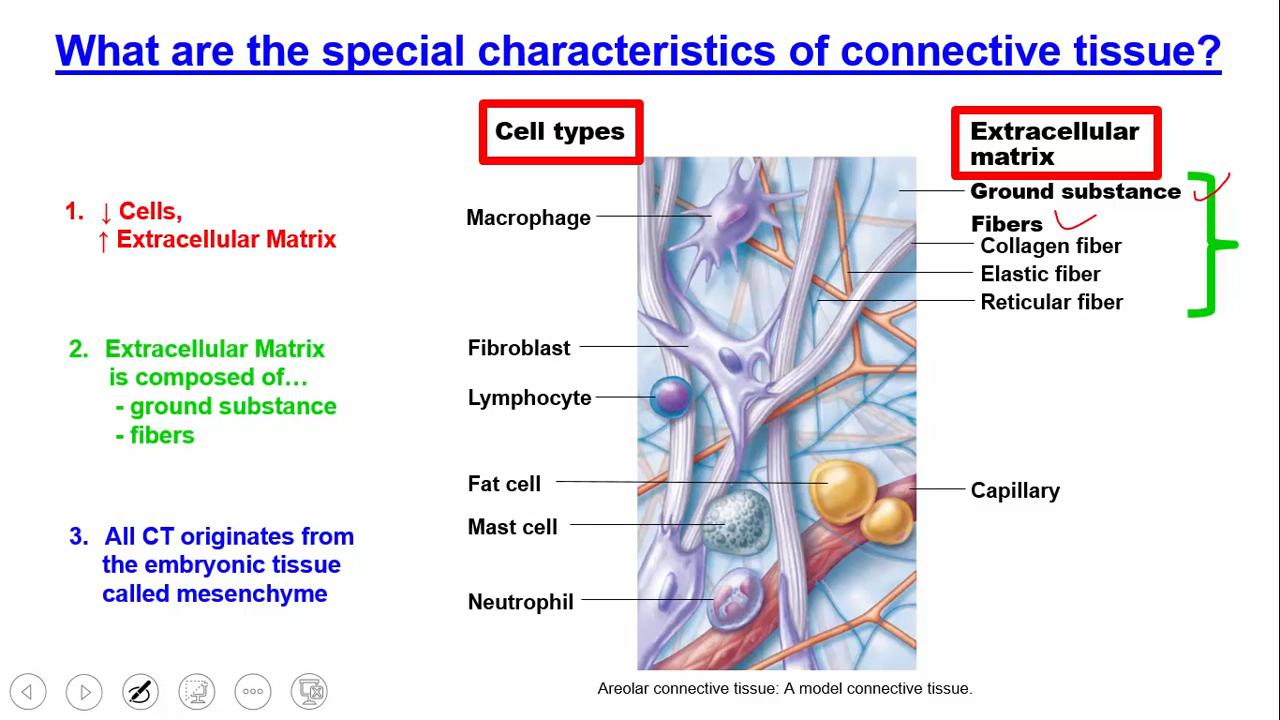 What are the special characteristics of connective tissue?
1. ↓ Cells,
↑ Extracellular Matrix
2. Extracellular Matrix
is composed of…
- ground substance
- fibers
3. All CT originates from
the embryonic tissue
called mesenchyme
Cell types
Macrophage
Fibroblast
Lymphocyte
Fat cell
Mast cell
Neutrophil
Extracellular
matrix
Ground substance
Fibers
Collagen fiber
Elastic fiber
Reticular fiber
Capillary
Areolar connective tissue: A model connective tissue.